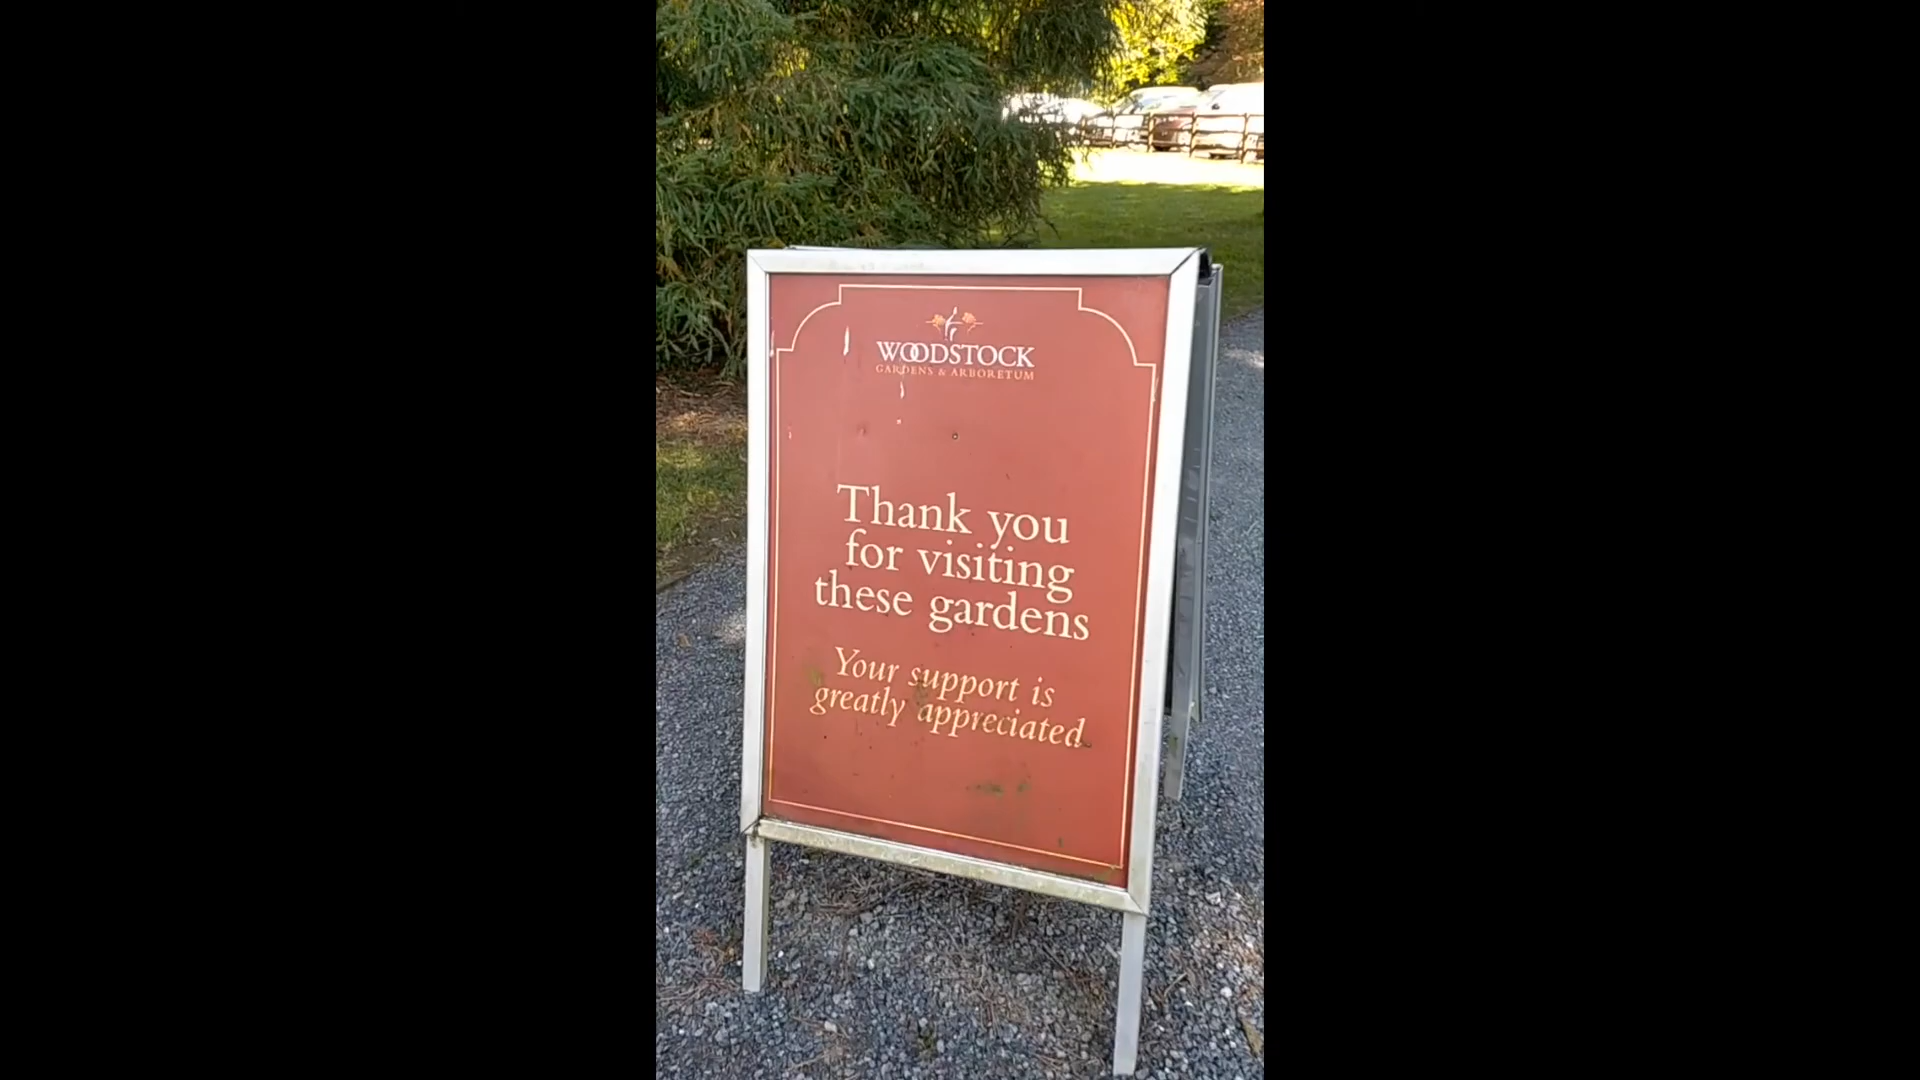 WOODSTOCK
GARDENS & ARBORETUM
Thank you
for visiting
these gardens
Your support is
greatly appreciated